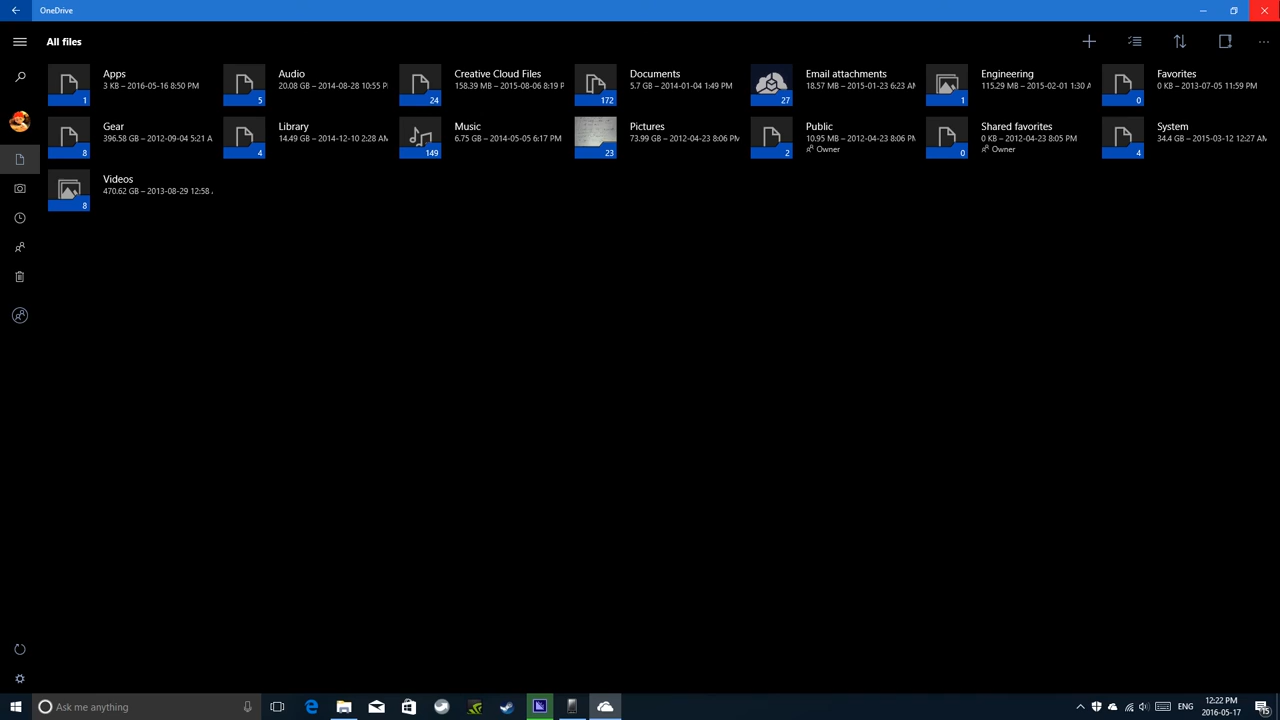 OneDrive
All files
Apps
3 KB – 2016-05-16 8:50 PM
1
Audio
20.08 GB – 2014-08-28 10:55 P
5
Creative Cloud Files
158.39 MB – 2015-08-06 8:19 P
24
Documents
5.7 GB – 2014-01-04 1:49 PM
172
Email attachments
18.57 MB – 2015-01-23 6:23 AM
27
Engineering
115.29 MB – 2015-02-01 1:30 A
1
Favorites
0 KB – 2013-07-05 11:59 PM
0
Gear
396.58 GB – 2012-09-04 5:21 A
8
Library
14.49 GB – 2014-12-10 2:28 AM
4
Music
6.75 GB – 2014-05-05 6:17 PM
149
Pictures
73.99 GB – 2012-04-23 8:06 PM
23
Public
10.95 MB – 2012-04-23 8:06 PM
Owner
2
Shared favorites
0 KB – 2012-04-23 8:05 PM
Owner
0
System
34.4 GB – 2015-03-12 12:27 AM
4
Videos
470.62 GB – 2013-08-29 12:58
8
Ask me anything
ENG
12:22 PM
2016-05-17
15